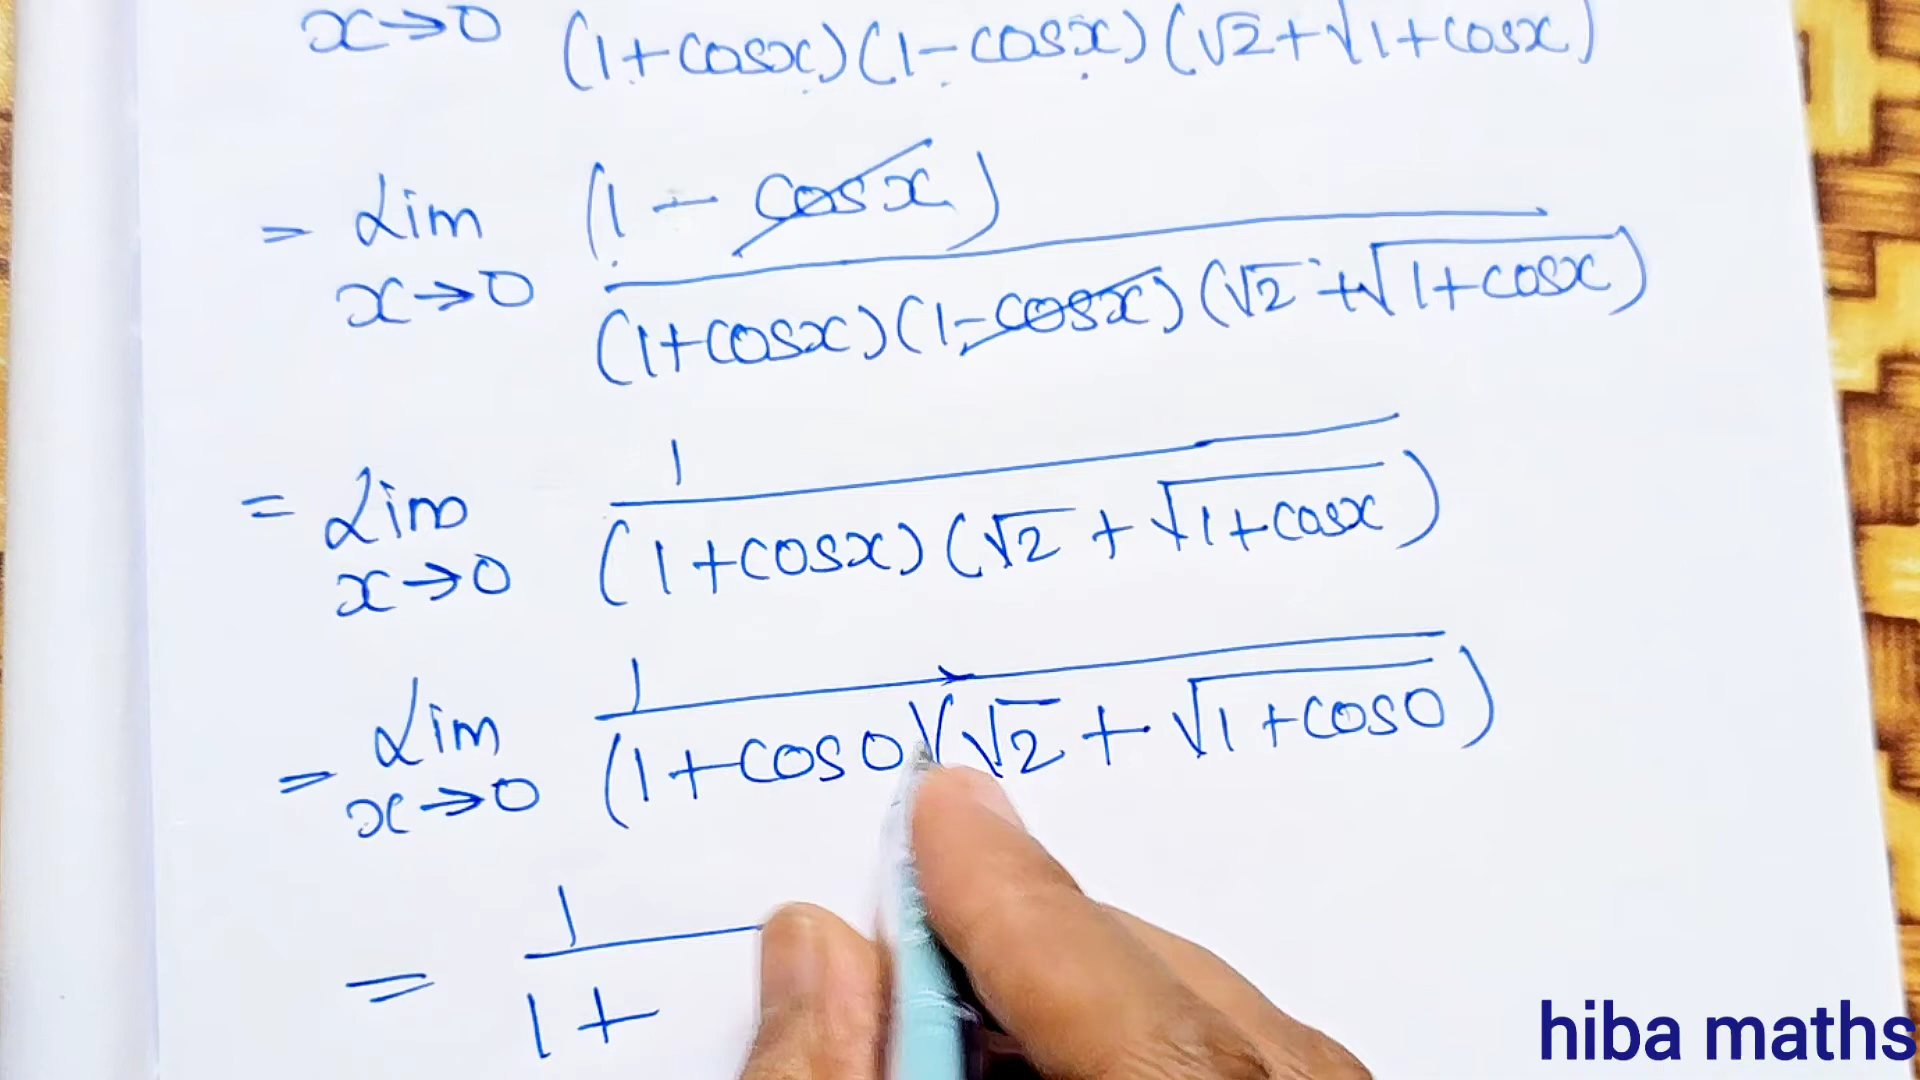 x→0 (1+cosx)(1-cosx)(√2+√1+cosx)
= Lim (1 - cosx)
x→0 (1+cosx)(1-cosx)(√2+√1+cosx)
= Lim 1
x→0 (1+cosx)(√2+√1+cosx)
= Lim 1
x→0 (1+cos0)(√2+√1+cos0)
= 1
1+
hiba maths